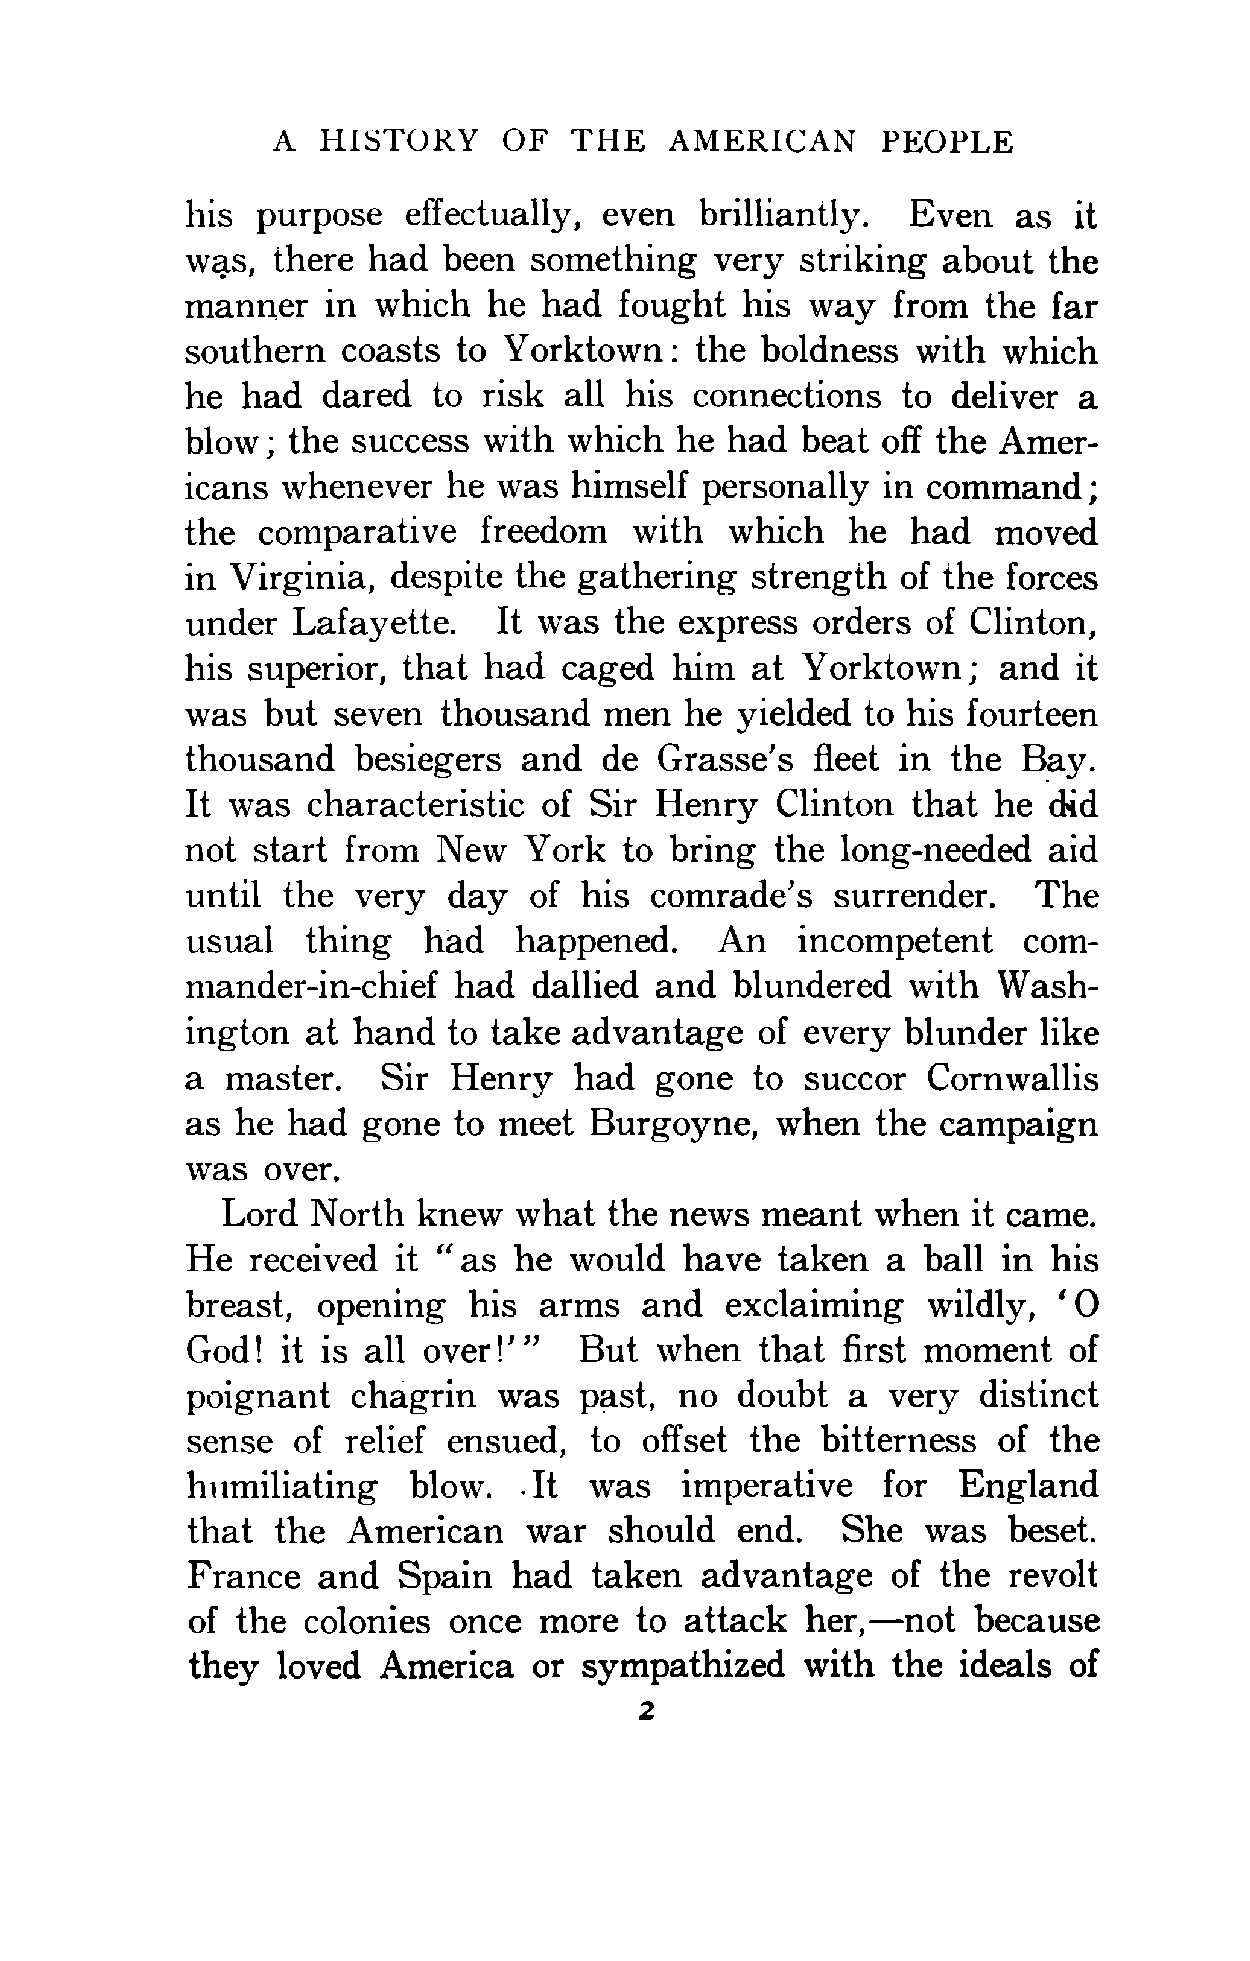 A HISTORY OF THE AMERICAN PEOPLE
his purpose effectually, even brilliantly. Even as it
was, there had been something very striking about the
manner in which he had fought his way from the far
southern coasts to Yorktown: the boldness with which
he had dared to risk all his connections to deliver a
blow; the success with which he had beat off the Amer-
icans whenever he was himself personally in command;
the comparative freedom with which he had moved
in Virginia, despite the gathering strength of the forces
under Lafayette. It was the express orders of Clinton,
his superior, that had caged him at Yorktown; and it
was but seven thousand men he yielded to his fourteen
thousand besiegers and de Grasse's fleet in the Bay.
It was characteristic of Sir Henry Clinton that he did
not start from New York to bring the long-needed aid
until the very day of his comrade's surrender. The
usual thing had happened. An incompetent com-
mander-in-chief had dallied and blundered with Wash-
ington at hand to take advantage of every blunder like
a master. Sir Henry had gone to succor Cornwallis
as he had gone to meet Burgoyne, when the campaign
was over.
Lord North knew what the news meant when it came.
He received it "as he would have taken a ball in his
breast, opening his arms and exclaiming wildly, 'O
God! it is all over!'" But when that first moment of
poignant chagrin was past, no doubt a very distinct
sense of relief ensued, to offset the bitterness of the
humiliating blow. It was imperative for England
that the American war should end. She was beset.
France and Spain had taken advantage of the revolt
of the colonies once more to attack her,—not because
they loved America or sympathized with the ideals of
2